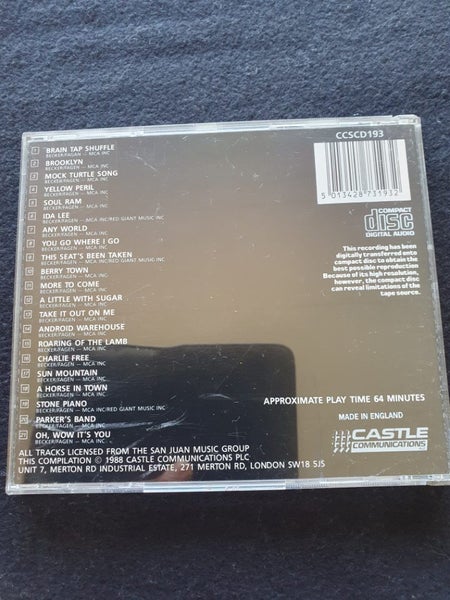 CCSCD193
5 013428 731932
COMPACT
disc
DIGITAL AUDIO
1 BRAIN TAP SHUFFLE
BECKER/FAGAN — MCA INC
2 BROOKLYN
BECKER/FAGEN — MCA INC
3 MOCK TURTLE SONG
BECKER/FAGEN — MCA INC
4 YELLOW PERIL
BECKER/FAGEN — MCA INC
5 SOUL RAM
BECKER/FAGEN — MCA INC
6 IDA LEE
BECKER/FAGEN — MCA INC/RED GIANT MUSIC INC
7 ANY WORLD
BECKER/FAGEN — MCA INC
8 YOU GO WHERE I GO
BECKER/FAGEN — MCA INC
9 THIS SEAT'S BEEN TAKEN
BECKER/FAGEN — MCA INC/RED GIANT MUSIC INC
10 BERRY TOWN
BECKER/FAGEN — MCA INC
11 MORE TO COME
BECKER/FAGEN — MCA INC
12 A LITTLE WITH SUGAR
BECKER/FAGEN — MCA INC
13 TAKE IT OUT ON ME
BECKER/FAGEN — MCA INC
14 ANDROID WAREHOUSE
BECKER/FAGEN — MCA INC
15 ROARING OF THE LAMB
BECKER/FAGEN — MCA INC
16 CHARLIE FREE
BECKER/FAGEN — MCA INC
17 SUN MOUNTAIN
BECKER/FAGEN — MCA INC
18 A HORSE IN TOWN
BECKER/FAGEN — MCA INC
19 STONE PIANO
BECKER/FAGEN — MCA INC/RED GIANT MUSIC INC
20 PARKER'S BAND
BECKER/FAGEN — MCA INC
21 OH, WOW IT'S YOU
BECKER/FAGEN — MCA INC
This recording has been
digitally transferred onto
compact disc to obtain the
best possible reproduction
Because of its high resolution,
however, the compact disc
can reveal limitations of the
tape source.
APPROXIMATE PLAY TIME 64 MINUTES
MADE IN ENGLAND
CASTLE
COMMUNICATIONS
ALL TRACKS LICENSED FROM THE SAN JUAN MUSIC GROUP
THIS COMPILATION © 1988 CASTLE COMMUNICATIONS PLC
UNIT 7, MERTON RD INDUSTRIAL ESTATE, 271 MERTON RD, LONDON SW18 5JS